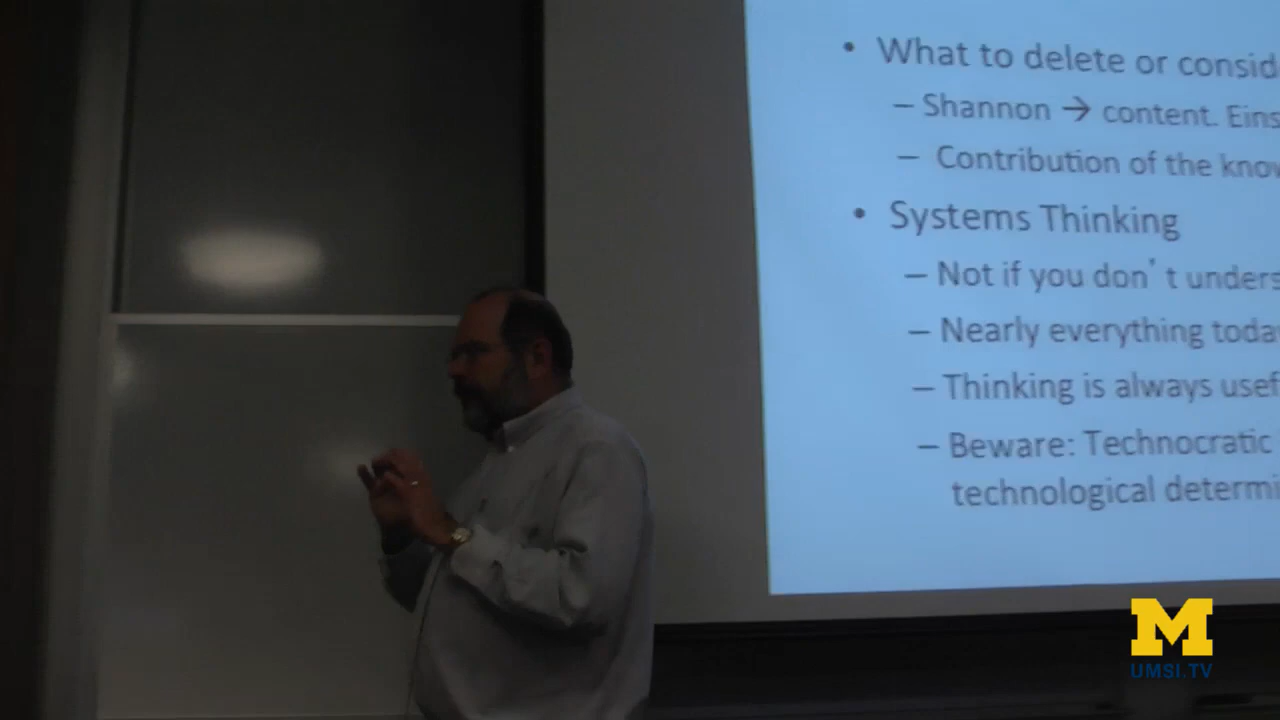 • What to delete or consid
– Shannon → content. Eins
– Contribution of the know
• Systems Thinking
– Not if you don't unders
– Nearly everything toda
– Thinking is always usef
– Beware: Technocratic
technological determi
M
UMSI.TV